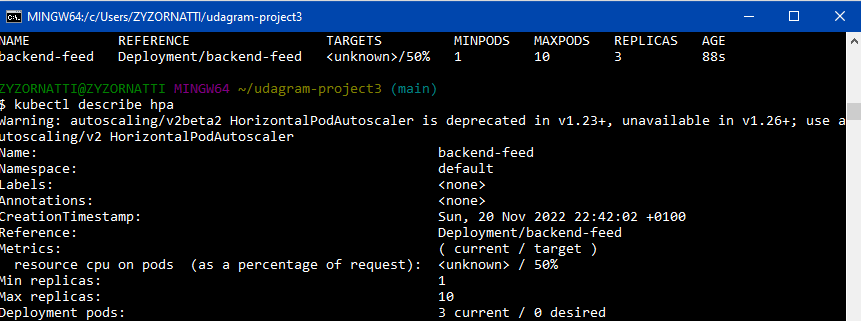 MINGW64:/c/Users/ZYZORNATTI/udagram-project3
NAME REFERENCE TARGETS MINPODS MAXPODS REPLICAS AGE
backend-feed Deployment/backend-feed <unknown>/50% 1 10 3 88s
ZYZORNATTI@ZYZORNATTI MINGW64 ~/udagram-project3 (main)
$ kubectl describe hpa
Warning: autoscaling/v2beta2 HorizontalPodAutoscaler is deprecated in v1.23+, unavailable in v1.26+; use a
utoscaling/v2 HorizontalPodAutoscaler
Name: backend-feed
Namespace: default
Labels: <none>
Annotations: <none>
CreationTimestamp: Sun, 20 Nov 2022 22:42:02 +0100
Reference: Deployment/backend-feed
Metrics: ( current / target )
resource cpu on pods (as a percentage of request): <unknown> / 50%
Min replicas: 1
Max replicas: 10
Deployment pods: 3 current / 0 desired